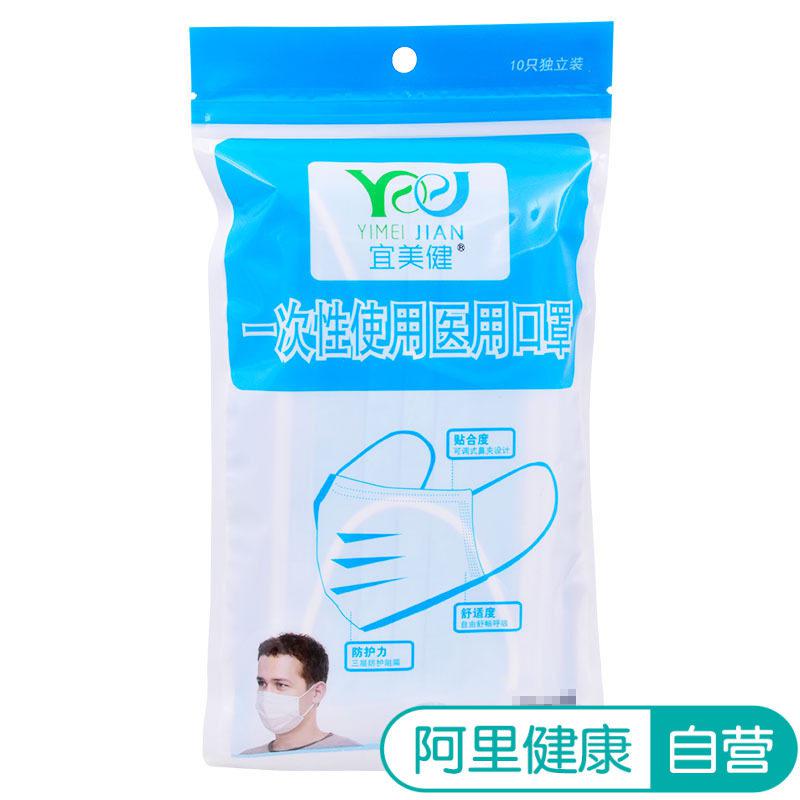 10只独立装
YIMEI JIAN
宜美健®
一次性使用医用口罩
贴合度
可调式鼻夹设计
舒适度
自由舒畅呼吸
防护力
三层防护阻隔
阿里健康 自营